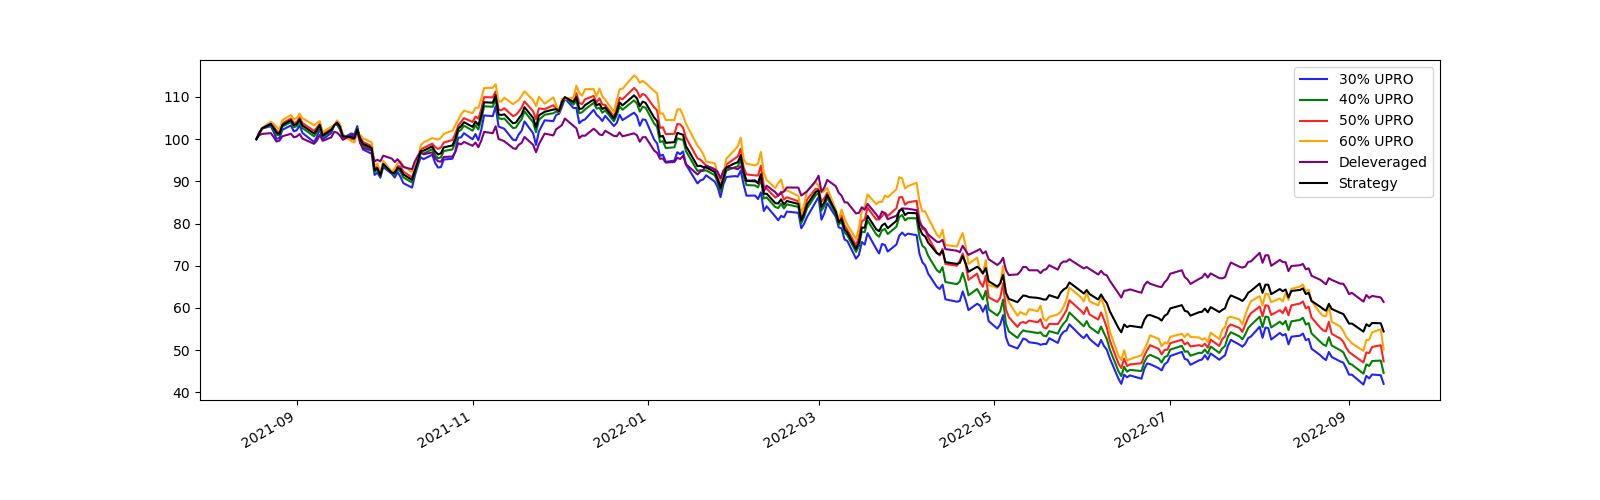 30% UPRO
40% UPRO
50% UPRO
60% UPRO
Deleveraged
Strategy
110
100
90
80
70
60
50
40
2021-09
2021-11
2022-01
2022-03
2022-05
2022-07
2022-09